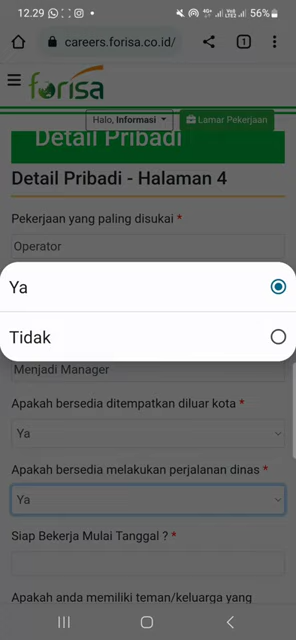 12.29
56%
careers.forisa.co.id/
1
forisa
Halo, Informasi
Lamar Pekerjaan
Detail Pribadi
Detail Pribadi - Halaman 4
Pekerjaan yang paling disukai *
Operator
Ya
Tidak
Menjadi Manager
Apakah bersedia ditempatkan diluar kota *
Ya
Apakah bersedia melakukan perjalanan dinas *
Ya
Siap Bekerja Mulai Tanggal ? *
Apakah anda memiliki teman/keluarga yang